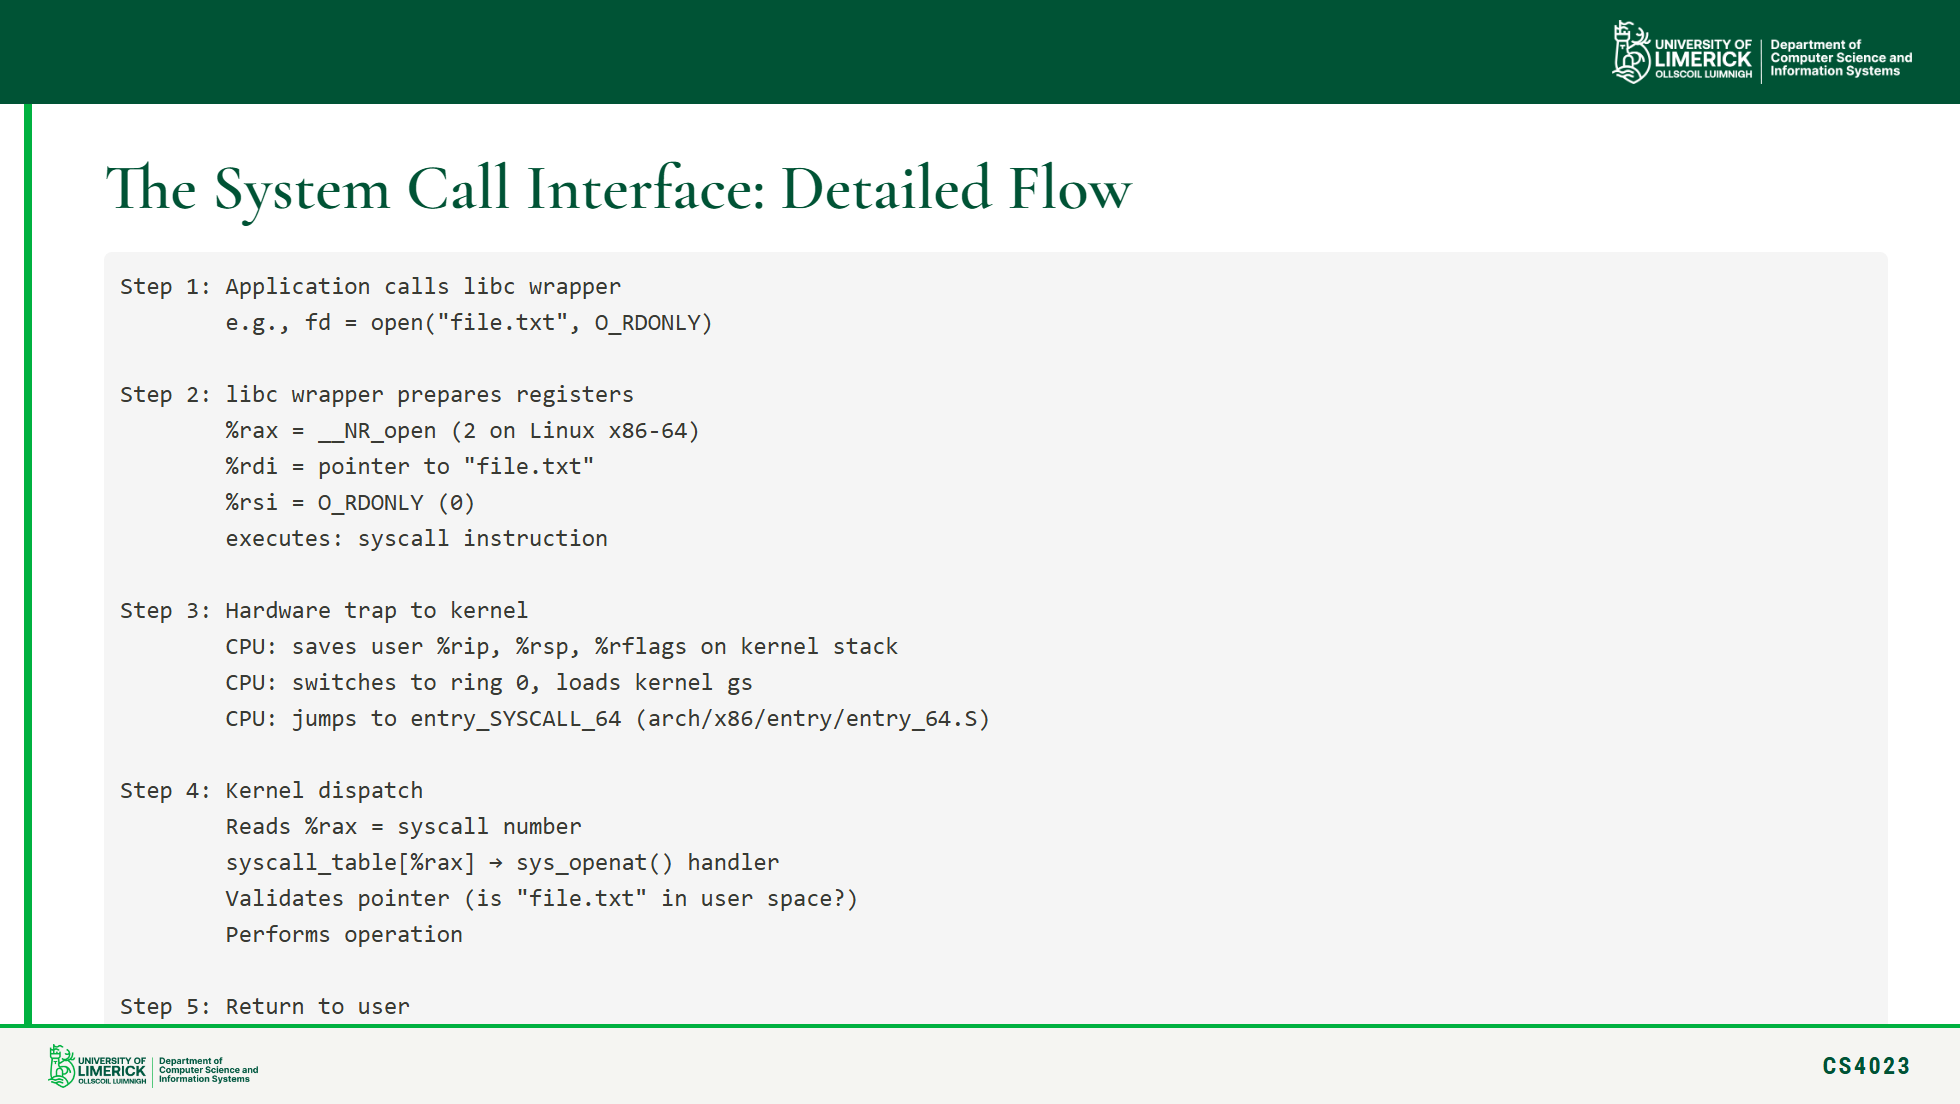 UNIVERSITY OF
LIMERICK
OLLSCOIL LUIMNIGH
Department of
Computer Science and
Information Systems
The System Call Interface: Detailed Flow
Step 1: Application calls libc wrapper
e.g., fd = open("file.txt", O_RDONLY)
Step 2: libc wrapper prepares registers
%rax = __NR_open (2 on Linux x86-64)
%rdi = pointer to "file.txt"
%rsi = O_RDONLY (0)
executes: syscall instruction
Step 3: Hardware trap to kernel
CPU: saves user %rip, %rsp, %rflags on kernel stack
CPU: switches to ring 0, loads kernel gs
CPU: jumps to entry_SYSCALL_64 (arch/x86/entry/entry_64.S)
Step 4: Kernel dispatch
Reads %rax = syscall number
syscall_table[%rax] → sys_openat() handler
Validates pointer (is "file.txt" in user space?)
Performs operation
Step 5: Return to user
UNIVERSITY OF
LIMERICK
OLLSCOIL LUIMNIGH
Department of
Computer Science and
Information Systems
CS4023